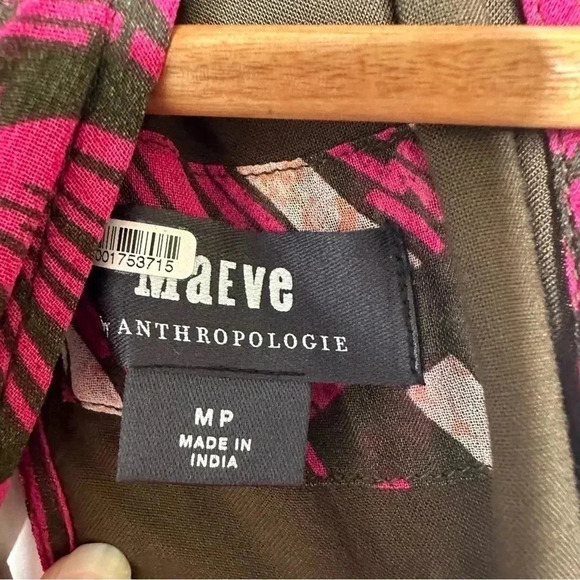 001753715
MaEve
by ANTHROPOLOGIE
MP
MADE IN
INDIA